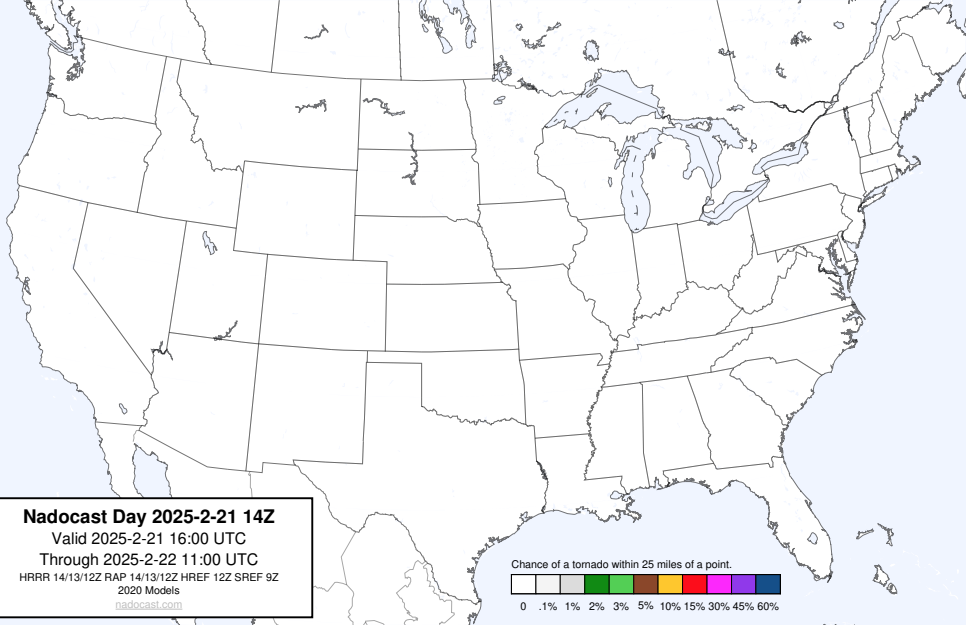 Nadocast Day 2025-2-21 14Z
Valid 2025-2-21 16:00 UTC
Through 2025-2-22 11:00 UTC
HRRR 14/13/12Z RAP 14/13/12Z HREF 12Z SREF 9Z
2020 Models
nadocast.com
Chance of a tornado within 25 miles of a point.
0 .1% 1% 2% 3% 5% 10% 15% 30% 45% 60%